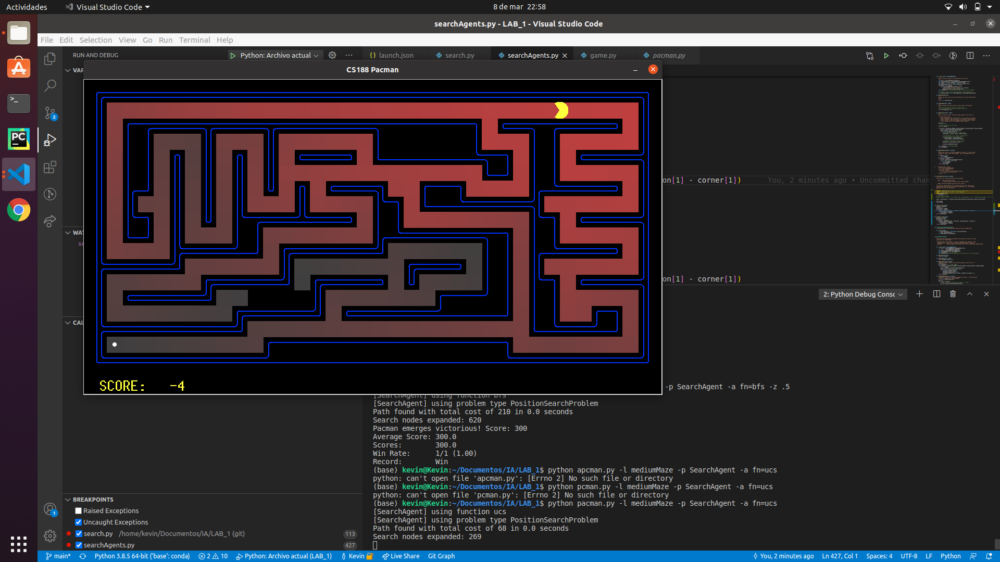 Actividades
Visual Studio Code
8 de mar 22:58
searchAgents.py - LAB_1 - Visual Studio Code
File Edit Selection View Go Run Terminal Help
RUN AND DEBUG
Python: Archivo actual
launch.json
search.py
searchAgents.py
game.py
pacman.py
VAR
CS188 Pacman
on[1] - corner[1]) You, 2 minutes ago • Uncommitted chan
WAT
se
on[1] - corner[1])
2: Python Debug Consc
CAL
SCORE: -4
-p SearchAgent -a fn=bfs -z .5
[SearchAgent] using function bfs
[SearchAgent] using problem type PositionSearchProblem
Path found with total cost of 210 in 0.0 seconds
Search nodes expanded: 620
Pacman emerges victorious! Score: 300
Average Score: 300.0
Scores: 300.0
Win Rate: 1/1 (1.00)
Record: Win
(base) kevin@Kevin:~/Documentos/IA/LAB_1$ python apcman.py -l mediumMaze -p SearchAgent -a fn=ucs
python: can't open file 'apcman.py': [Errno 2] No such file or directory
(base) kevin@Kevin:~/Documentos/IA/LAB_1$ python pcman.py -l mediumMaze -p SearchAgent -a fn=ucs
python: can't open file 'pcman.py': [Errno 2] No such file or directory
(base) kevin@Kevin:~/Documentos/IA/LAB_1$ python pacman.py -l mediumMaze -p SearchAgent -a fn=ucs
[SearchAgent] using function ucs
[SearchAgent] using problem type PositionSearchProblem
Path found with total cost of 68 in 0.0 seconds
Search nodes expanded: 269
BREAKPOINTS
Raised Exceptions
Uncaught Exceptions
search.py /home/kevin/Documentos/IA/LAB_1 (git) 113
searchAgents.py 427
PC
2
1
main* Python 3.8.5 64-bit ('base': conda) 2 10 Python: Archivo actual (LAB_1) Kevin Live Share Git Graph You, 2 minutes ago Ln 427, Col 1 Spaces: 4 UTF-8 LF Python